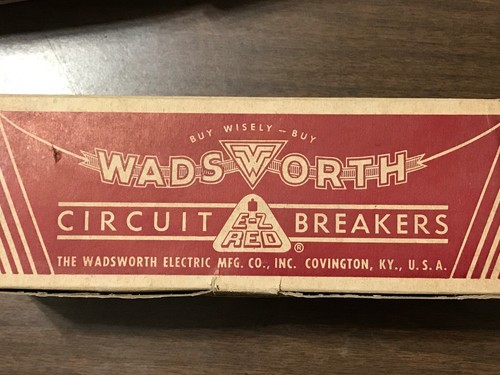 BUY WISELY - BUY
WADSWORTH
CIRCUIT E-Z RED BREAKERS
®
THE WADSWORTH ELECTRIC MFG. CO., INC. COVINGTON, KY., U.S.A.